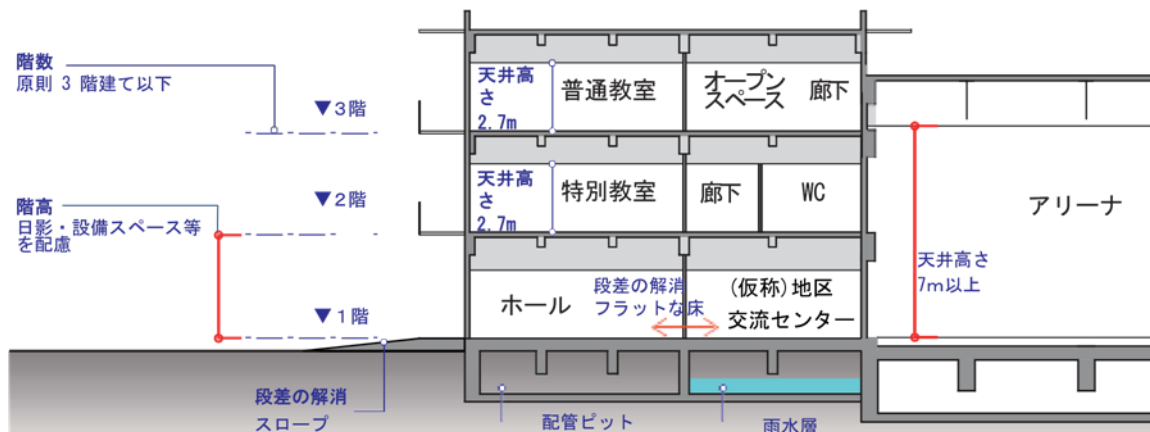 階数
原則 3 階建て以下
▼3階
天井高さ
2.7m
普通教室
オープン
スペース
廊下
階高
日影・設備スペース等
を配慮
▼2階
天井高さ
2.7m
特別教室
廊下
WC
アリーナ
天井高さ
7m以上
▼1階
ホール
段差の解消
フラットな床
(仮称)地区
交流センター
段差の解消
スロープ
配管ピット
雨水層